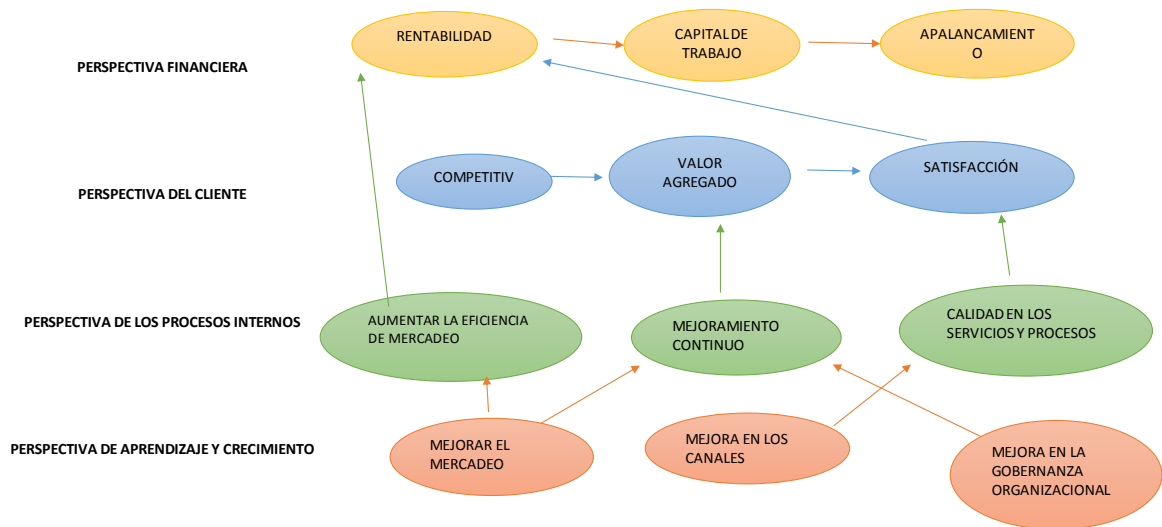 PERSPECTIVA FINANCIERA
RENTABILIDAD
CAPITAL DE
TRABAJO
APALANCAMIENT
O
PERSPECTIVA DEL CLIENTE
COMPETITIV
VALOR
AGREGADO
SATISFACCIÓN
PERSPECTIVA DE LOS PROCESOS INTERNOS
AUMENTAR LA EFICIENCIA
DE MERCADEO
MEJORAMIENTO
CONTINUO
CALIDAD EN LOS
SERVICIOS Y PROCESOS
PERSPECTIVA DE APRENDIZAJE Y CRECIMIENTO
MEJORAR EL
MERCADEO
MEJORA EN LOS
CANALES
MEJORA EN LA
GOBERNANZA
ORGANIZACIONAL